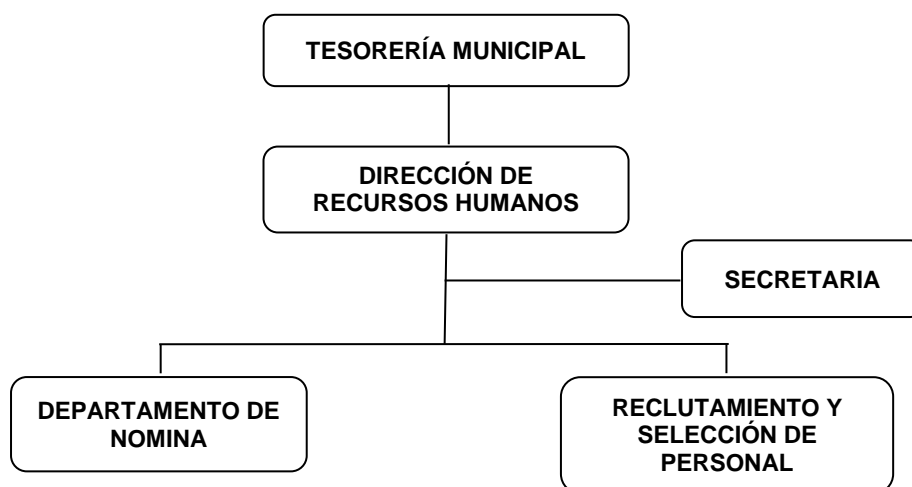 TESORERÍA MUNICIPAL
DIRECCIÓN DE
RECURSOS HUMANOS
SECRETARIA
DEPARTAMENTO DE
NOMINA
RECLUTAMIENTO Y
SELECCIÓN DE
PERSONAL